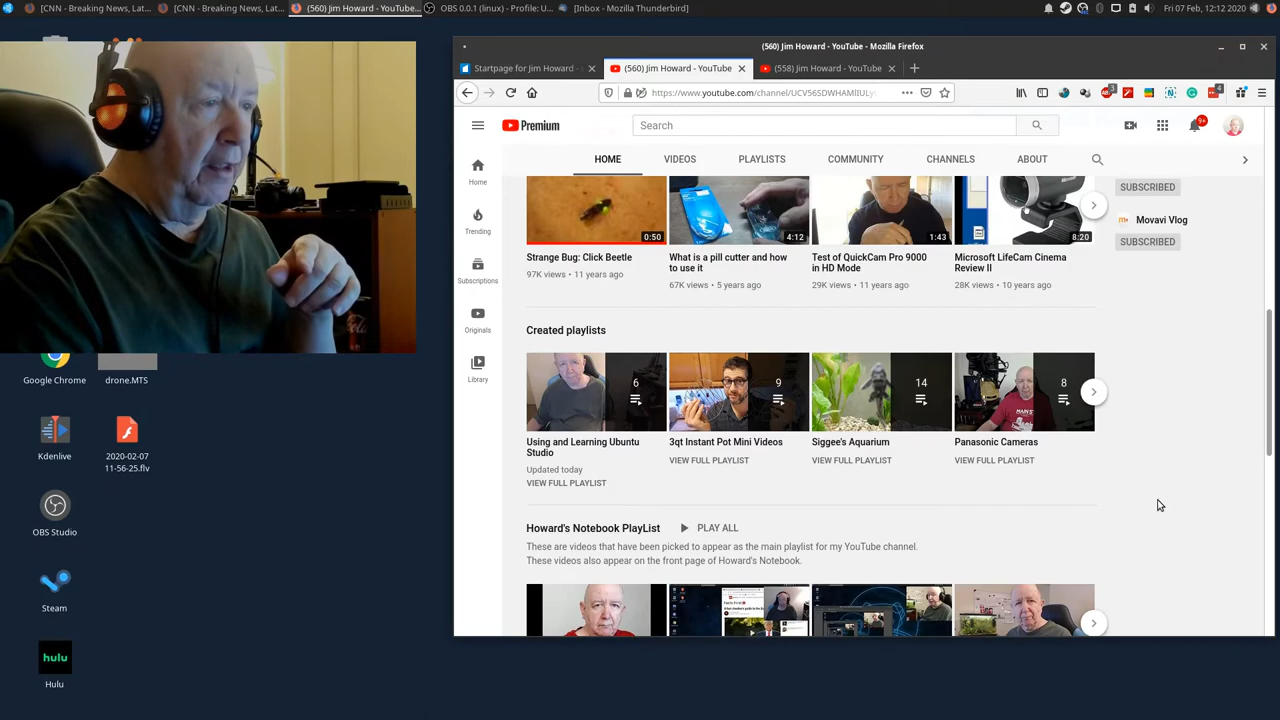 [CNN - Breaking News, Lat...
[CNN - Breaking News, Lat...
(560) Jim Howard - YouTube...
OBS 0.0.1 (linux) - Profile: U...
[Inbox - Mozilla Thunderbird]
Fri 07 Feb, 12:12 2020
(560) Jim Howard - YouTube - Mozilla Firefox
Startpage for Jim Howard -
(560) Jim Howard - YouTube
(558) Jim Howard - YouTube
Premium
Search
9+
HOME
VIDEOS
PLAYLISTS
COMMUNITY
CHANNELS
ABOUT
Home
Trending
Subscriptions
Originals
Library
0:50
4:12
1:43
8:20
Strange Bug: Click Beetle
97K views • 11 years ago
What is a pill cutter and how
to use it
67K views • 5 years ago
Test of QuickCam Pro 9000
in HD Mode
29K views • 11 years ago
Microsoft LifeCam Cinema
Review II
28K views • 10 years ago
SUBSCRIBED
Movavi Vlog
SUBSCRIBED
Created playlists
6
9
14
8
Using and Learning Ubuntu
Studio
Updated today
VIEW FULL PLAYLIST
3qt Instant Pot Mini Videos
VIEW FULL PLAYLIST
Siggee's Aquarium
VIEW FULL PLAYLIST
Panasonic Cameras
VIEW FULL PLAYLIST
Howard's Notebook PlayList
PLAY ALL
These are videos that have been picked to appear as the main playlist for my YouTube channel.
These videos also appear on the front page of Howard's Notebook.
Google Chrome
drone.MTS
Kdenlive
2020-02-07
11-56-25.flv
OBS Studio
Steam
hulu
Hulu